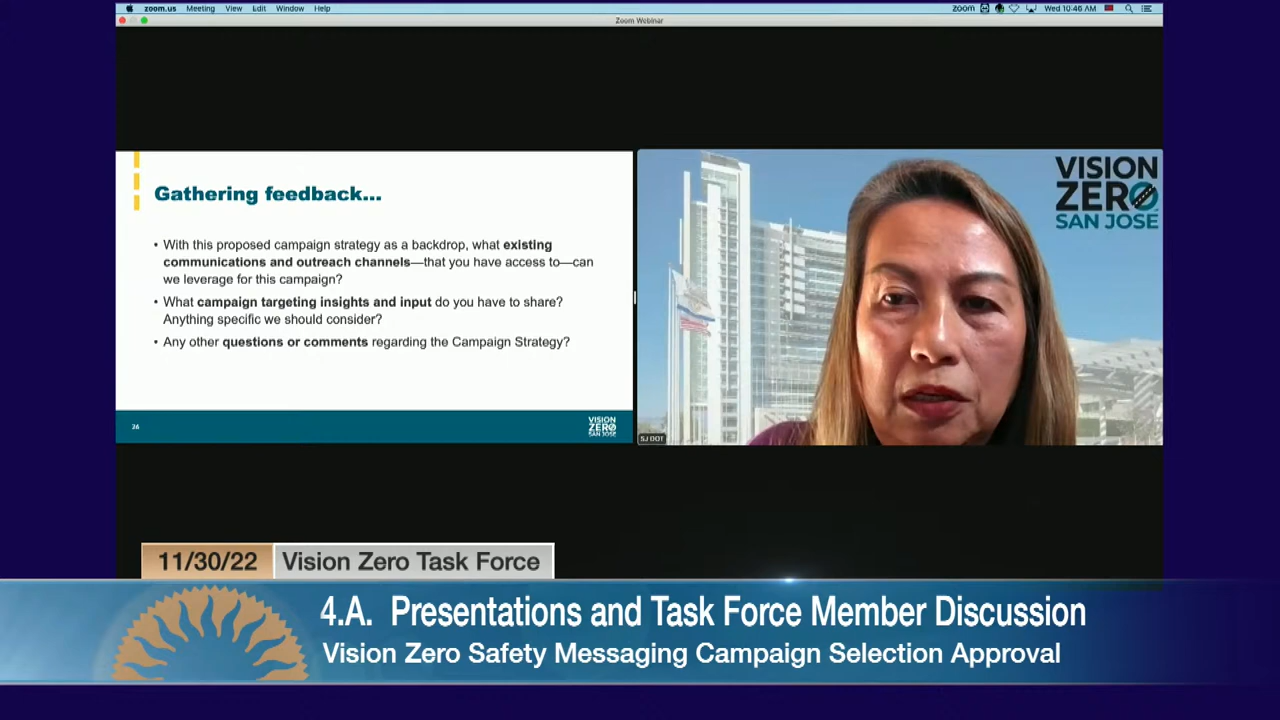 zoom.us Meeting View Edit Window Help
zoom Wed 10:46 AM
Zoom Webinar
Gathering feedback...
• With this proposed campaign strategy as a backdrop, what existing
communications and outreach channels—that you have access to—can
we leverage for this campaign?
• What campaign targeting insights and input do you have to share?
Anything specific we should consider?
• Any other questions or comments regarding the Campaign Strategy?
VISION
ZERO
SAN JOSE
VISION
ZERO
SAN JOSE
SJ DOT
11/30/22 Vision Zero Task Force
4.A. Presentations and Task Force Member Discussion
Vision Zero Safety Messaging Campaign Selection Approval